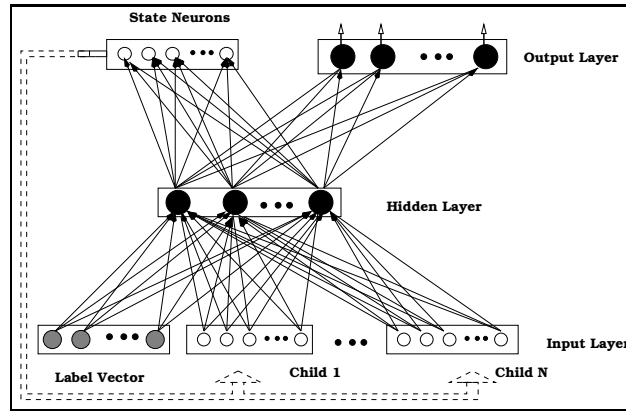 State Neurons
Output Layer
Hidden Layer
Input Layer
Label Vector
Child 1
Child N